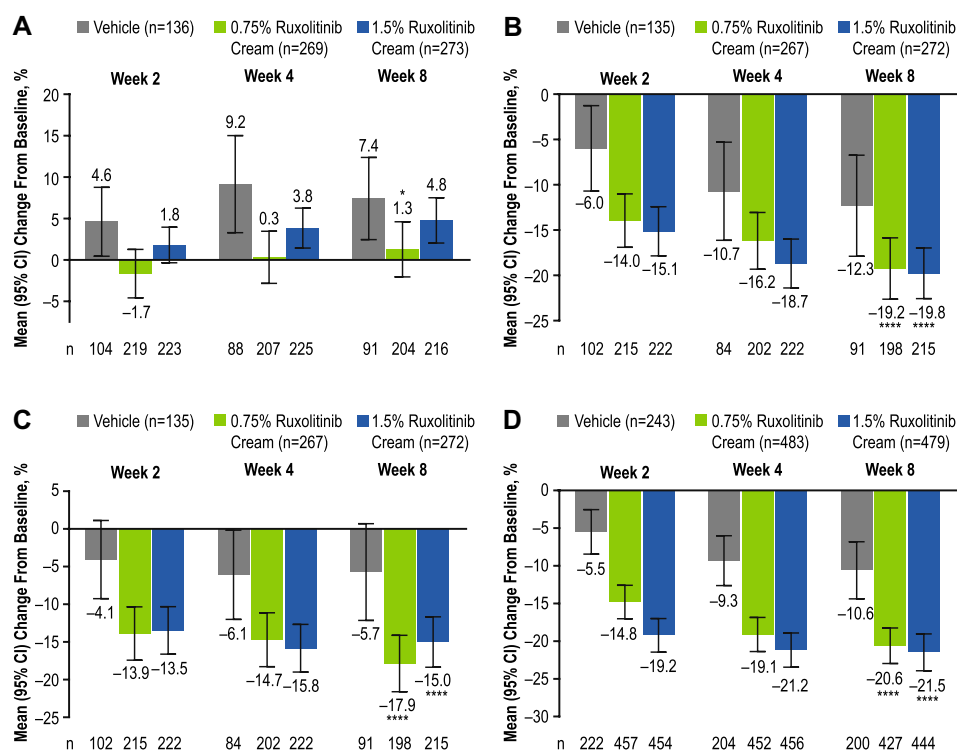 A
Vehicle (n=136) 0.75% Ruxolitinib 1.5% Ruxolitinib
Cream (n=269) Cream (n=273)
Week 2 Week 4 Week 8
Mean (95% CI) Change From Baseline, %
20
15
10
5
0
–5
4.6 –1.7 1.8 9.2 0.3 3.8 7.4 * 1.3 4.8
n 104 219 223 88 207 225 91 204 216
B
Vehicle (n=135) 0.75% Ruxolitinib 1.5% Ruxolitinib
Cream (n=267) Cream (n=272)
Week 2 Week 4 Week 8
Mean (95% CI) Change From Baseline, %
0
–5
–10
–15
–20
–25
–6.0 –14.0 –15.1 –10.7 –16.2 –18.7 –12.3 –19.2 –19.8
**** ****
n 102 215 222 84 202 222 91 198 215
C
Vehicle (n=135) 0.75% Ruxolitinib 1.5% Ruxolitinib
Cream (n=267) Cream (n=272)
Week 2 Week 4 Week 8
Mean (95% CI) Change From Baseline, %
5
0
–5
–10
–15
–20
–25
–4.1 –13.9 –13.5 –6.1 –14.7 –15.8 –5.7 –17.9 –15.0
**** ****
n 102 215 222 84 202 222 91 198 215
D
Vehicle (n=243) 0.75% Ruxolitinib 1.5% Ruxolitinib
Cream (n=483) Cream (n=479)
Week 2 Week 4 Week 8
Mean (95% CI) Change From Baseline, %
0
–5
–10
–15
–20
–25
–30
–5.5 –14.8 –19.2 –9.3 –19.1 –21.2 –10.6 –20.6 –21.5
**** ****
n 222 457 454 204 452 456 200 427 444